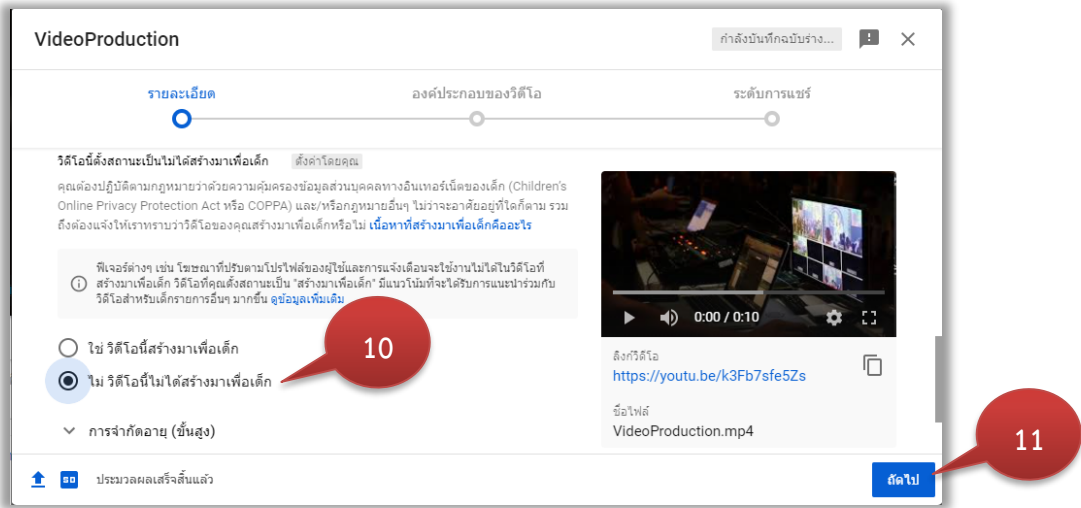 VideoProduction
กำลังบันทึกฉบับร่าง...
รายละเอียด
องค์ประกอบของวิดีโอ
ระดับการแชร์
วิดีโอนี้ตั้งสถานะเป็นไม่ได้สร้างมาเพื่อเด็ก ตั้งค่าโดยคุณ
คุณต้องปฏิบัติตามกฎหมายว่าด้วยความคุ้มครองข้อมูลส่วนบุคคลทางอินเทอร์เน็ตของเด็ก (Children's
Online Privacy Protection Act หรือ COPPA) และ/หรือกฎหมายอื่นๆ ไม่ว่าจะอาศัยอยู่ที่ใดก็ตาม รวม
ถึงต้องแจ้งให้เราทราบว่าวิดีโอของคุณสร้างมาเพื่อเด็กหรือไม่ เนื้อหาที่สร้างมาเพื่อเด็กคืออะไร
ฟีเจอร์ต่างๆ เช่น โฆษณาที่ปรับตามโปรไฟล์ของผู้ใช้และการแจ้งเตือนจะใช้งานไม่ได้ในวิดีโอที่
สร้างมาเพื่อเด็ก วิดีโอที่คุณตั้งสถานะเป็น "สร้างมาเพื่อเด็ก" มีแนวโน้มที่จะได้รับการแนะนำร่วมกับ
วิดีโอสำหรับเด็กรายการอื่นๆ มากขึ้น ดูข้อมูลเพิ่มเติม
ใช่ วิดีโอนี้สร้างมาเพื่อเด็ก
10
ไม่ วิดีโอนี้ไม่ได้สร้างมาเพื่อเด็ก
การจำกัดอายุ (ขั้นสูง)
0:00 / 0:10
ลิงก์วิดีโอ
https://youtu.be/k3Fb7sfe5Zs
ชื่อไฟล์
VideoProduction.mp4
11
SD
ประมวลผลเสร็จสิ้นแล้ว
ถัดไป